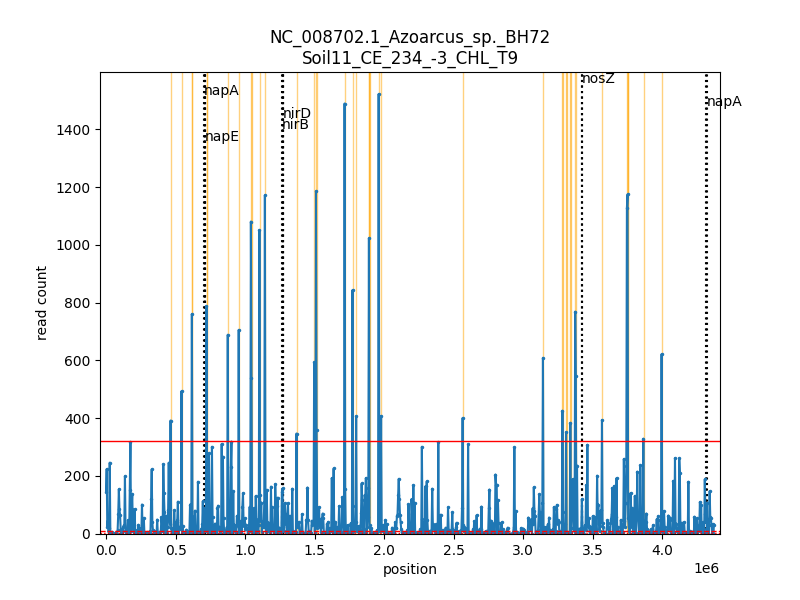 NC_008702.1_Azoarcus_sp._BH72
Soil11_CE_234_-3_CHL_T9
nosZ
napA
napA
nirD
nirB
napE
1400
1200
1000
800
600
400
200
0
read count
0.0 0.5 1.0 1.5 2.0 2.5 3.0 3.5 4.0
1e6
position